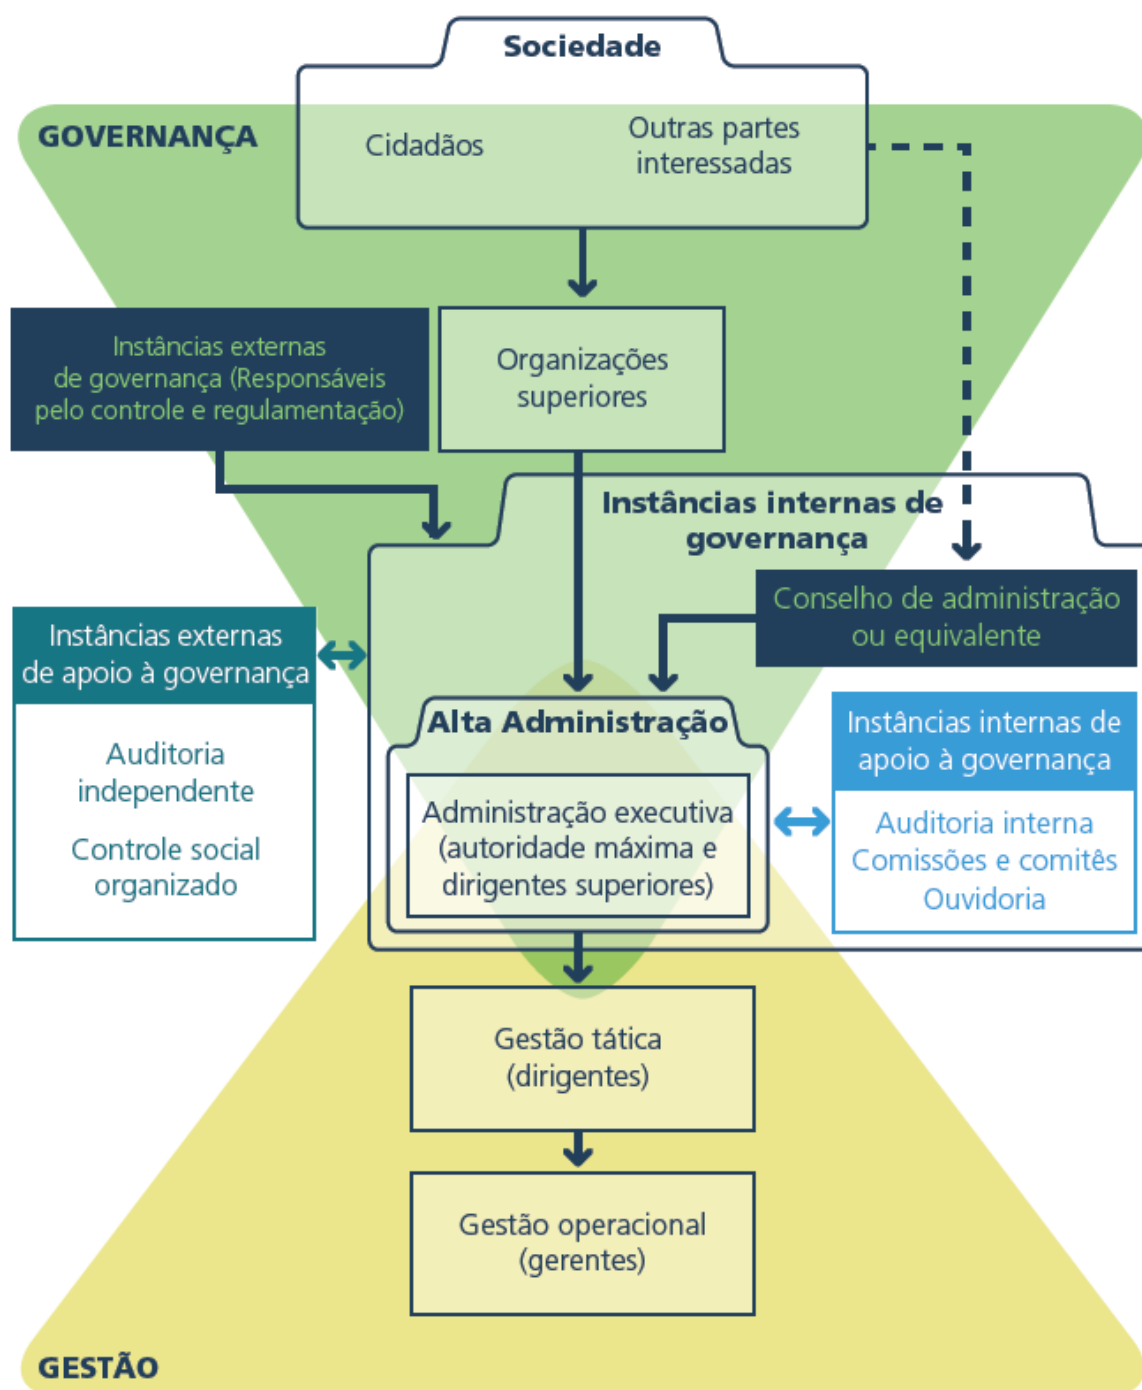 Sociedade
GOVERNANÇA
Cidadãos
Outras partes
interessadas
Instâncias externas
de governança (Responsáveis
pelo controle e regulamentação)
Organizações
superiores
Instâncias internas de
governança
Conselho de administração
ou equivalente
Instâncias externas
de apoio à governança
Auditoria
independente
Controle social
organizado
Alta Administração
Administração executiva
(autoridade máxima e
dirigentes superiores)
Instâncias internas de
apoio à governança
Auditoria interna
Comissões e comitês
Ouvidoria
Gestão tática
(dirigentes)
Gestão operacional
(gerentes)
GESTÃO